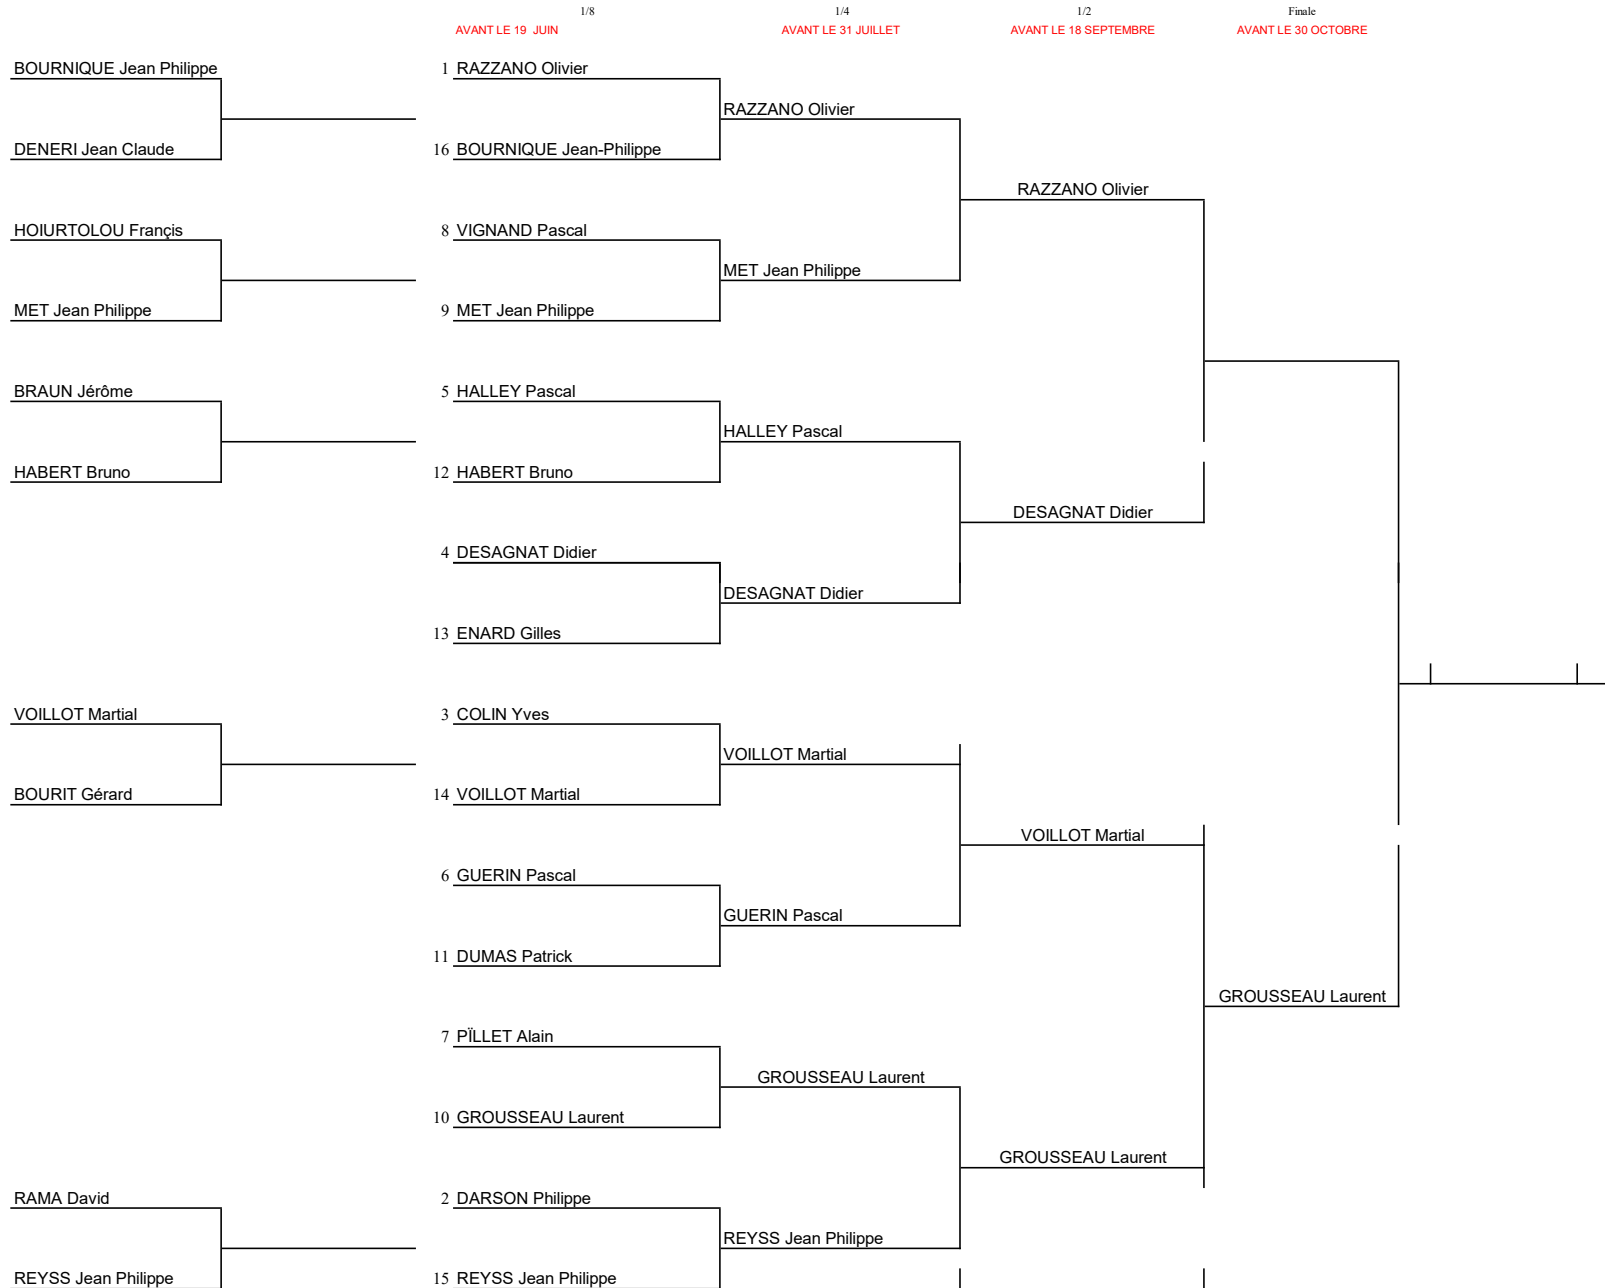 1/8 1/4 1/2 Finale
AVANT LE 19 JUIN AVANT LE 31 JUILLET AVANT LE 18 SEPTEMBRE AVANT LE 30 OCTOBRE
BOURNIQUE Jean Philippe 1 RAZZANO Olivier
RAZZANO Olivier
DENERI Jean Claude 16 BOURNIQUE Jean-Philippe
RAZZANO Olivier
HOIURTOLOU Françis 8 VIGNAND Pascal
MET Jean Philippe
MET Jean Philippe 9 MET Jean Philippe
BRAUN Jérôme 5 HALLEY Pascal
HALLEY Pascal
HABERT Bruno 12 HABERT Bruno
DESAGNAT Didier
4 DESAGNAT Didier
DESAGNAT Didier
13 ENARD Gilles
VOILLOT Martial 3 COLIN Yves
VOILLOT Martial
BOURIT Gérard 14 VOILLOT Martial
VOILLOT Martial
6 GUERIN Pascal
GUERIN Pascal
11 DUMAS Patrick
GROUSSEAU Laurent
7 PÏLLET Alain
GROUSSEAU Laurent
10 GROUSSEAU Laurent
GROUSSEAU Laurent
RAMA David 2 DARSON Philippe
REYSS Jean Philippe
REYSS Jean Philippe 15 REYSS Jean Philippe